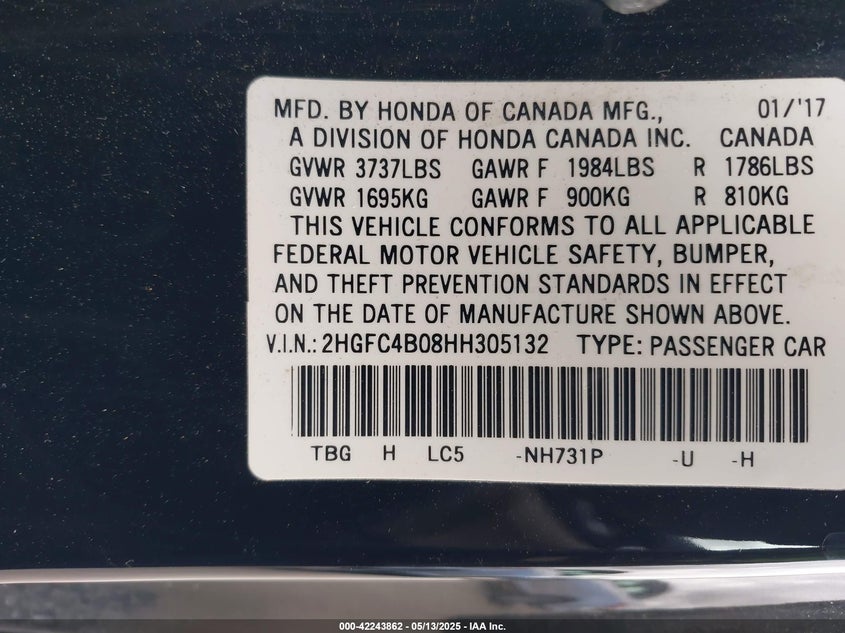 MFD. BY HONDA OF CANADA MFG., 01/'17
A DIVISION OF HONDA CANADA INC. CANADA
GVWR 3737LBS GAWR F 1984LBS R 1786LBS
GVWR 1695KG GAWR F 900KG R 810KG
THIS VEHICLE CONFORMS TO ALL APPLICABLE
FEDERAL MOTOR VEHICLE SAFETY, BUMPER,
AND THEFT PREVENTION STANDARDS IN EFFECT
ON THE DATE OF MANUFACTURE SHOWN ABOVE.
V.I.N.: 2HGFC4B08HH305132 TYPE: PASSENGER CAR
TBG H LC5 -NH731P -U -H
000-42243862 - 05/13/2025 - IAA Inc.